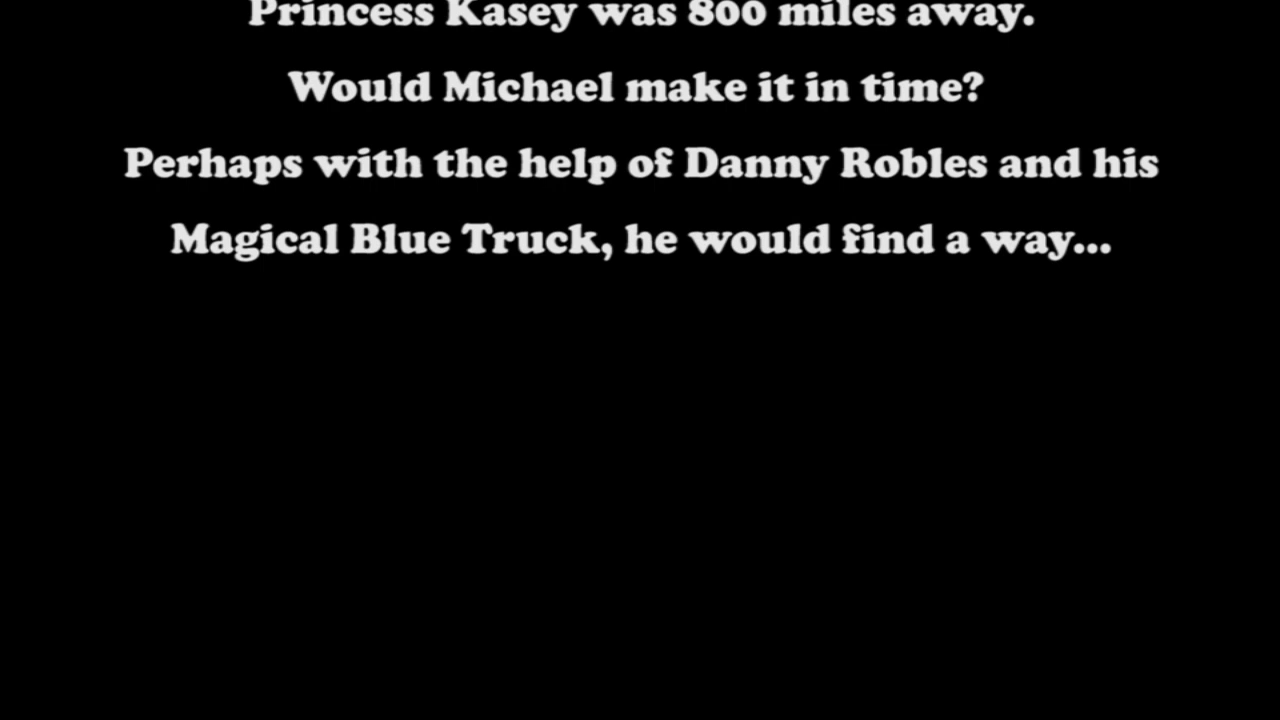 Princess Kasey was 800 miles away.
Would Michael make it in time?
Perhaps with the help of Danny Robles and his
Magical Blue Truck, he would find a way...